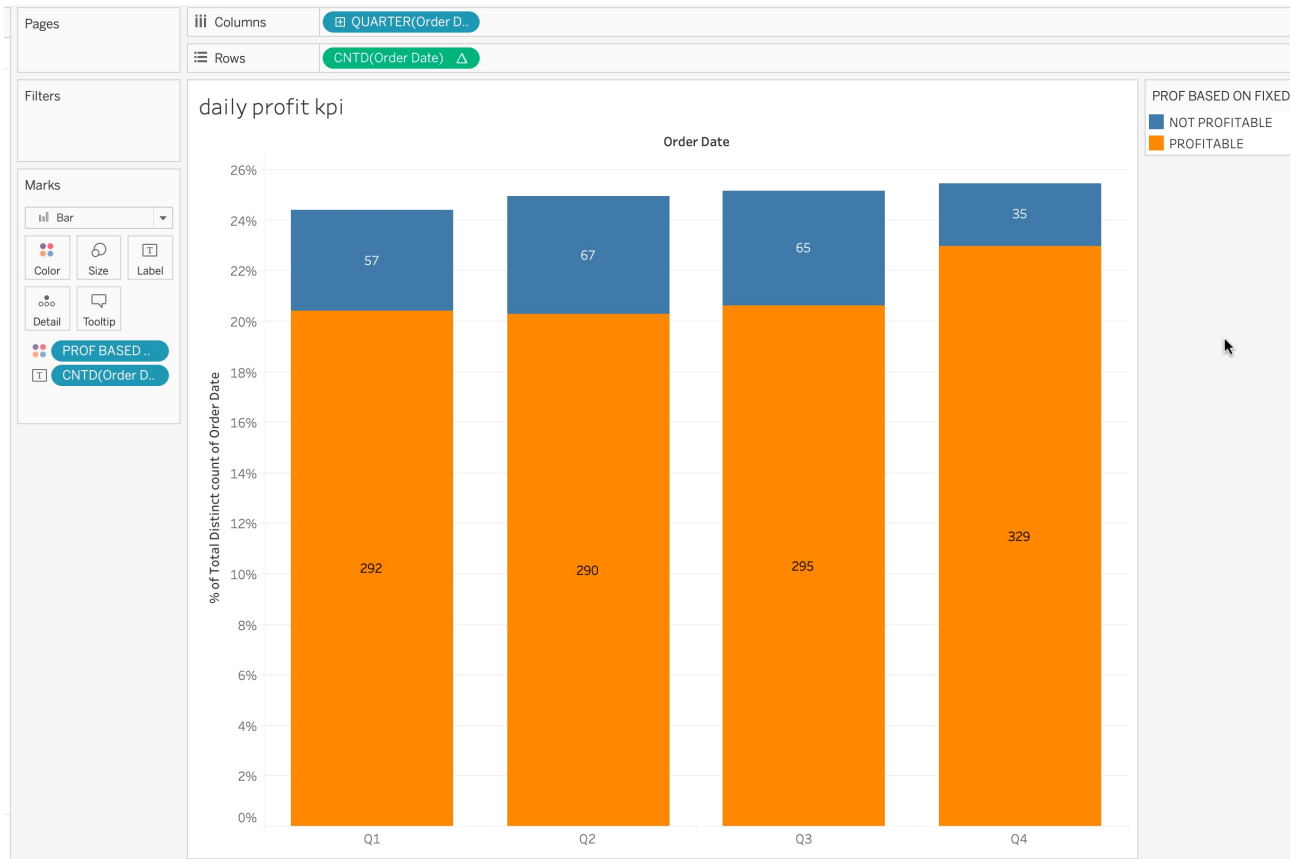 Pages
iii Columns
QUARTER(Order D..
Rows
CNTD(Order Date) Δ
Filters
Marks
Bar
Color
Size
T
Label
Detail
Tooltip
PROF BASED ..
T
CNTD(Order D..
daily profit kpi
Order Date
% of Total Distinct count of Order Date
26%
24%
22%
20%
18%
16%
14%
12%
10%
8%
6%
4%
2%
0%
57
67
65
35
292
290
295
329
Q1
Q2
Q3
Q4
PROF BASED ON FIXED
NOT PROFITABLE
PROFITABLE